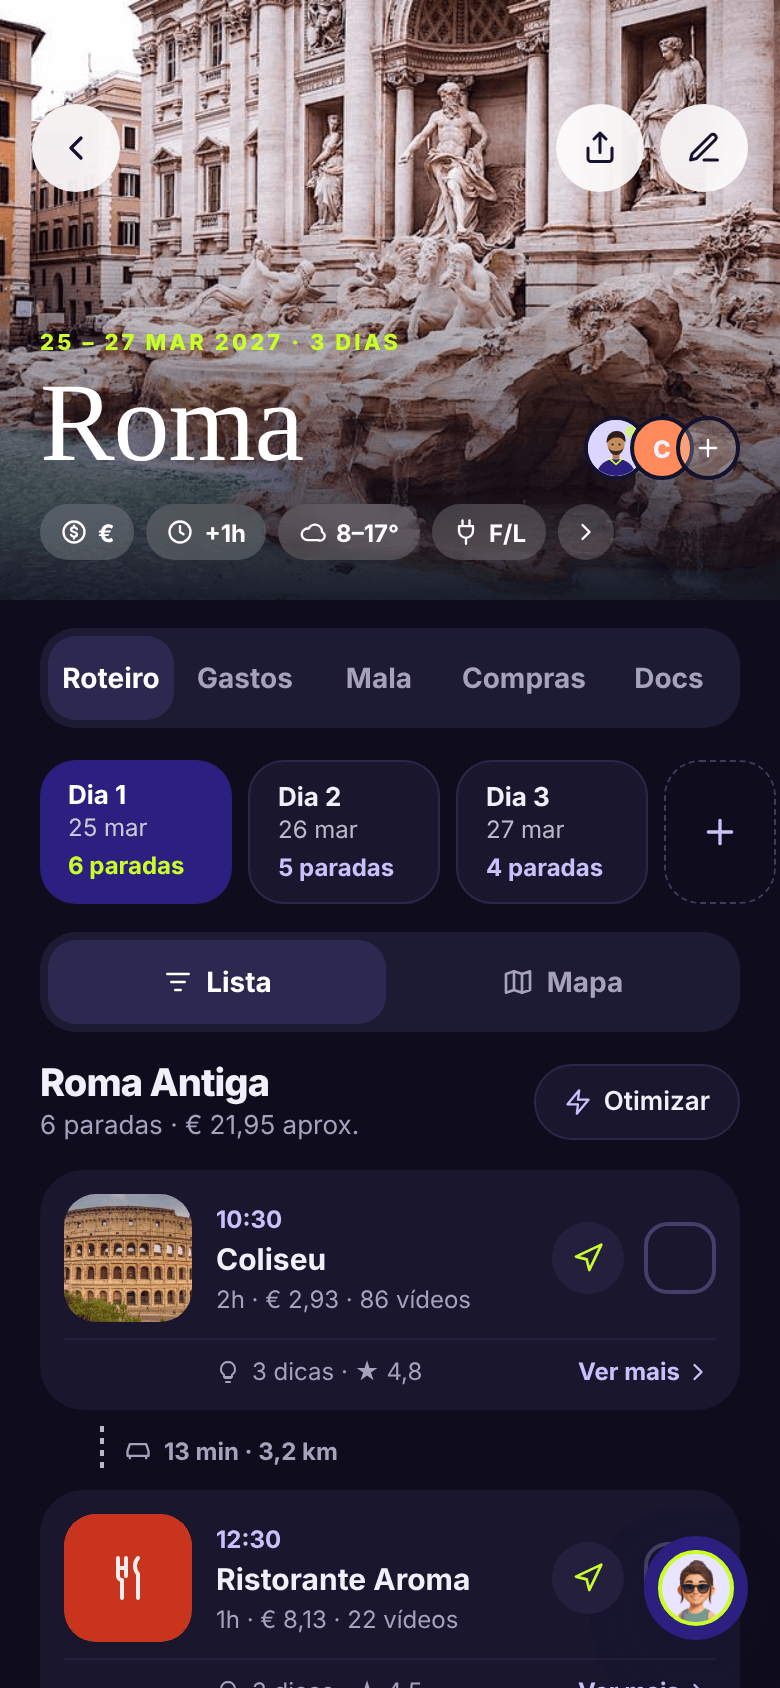 25 – 27 MAR 2027 · 3 DIAS
Roma
C
€
+1h
8–17°
F/L
Roteiro
Gastos
Mala
Compras
Docs
Dia 1
25 mar
6 paradas
Dia 2
26 mar
5 paradas
Dia 3
27 mar
4 paradas
Lista
Mapa
Roma Antiga
6 paradas · € 21,95 aprox.
Otimizar
10:30
Coliseu
2h · € 2,93 · 86 vídeos
3 dicas · ★ 4,8
Ver mais
13 min · 3,2 km
12:30
Ristorante Aroma
1h · € 8,13 · 22 vídeos